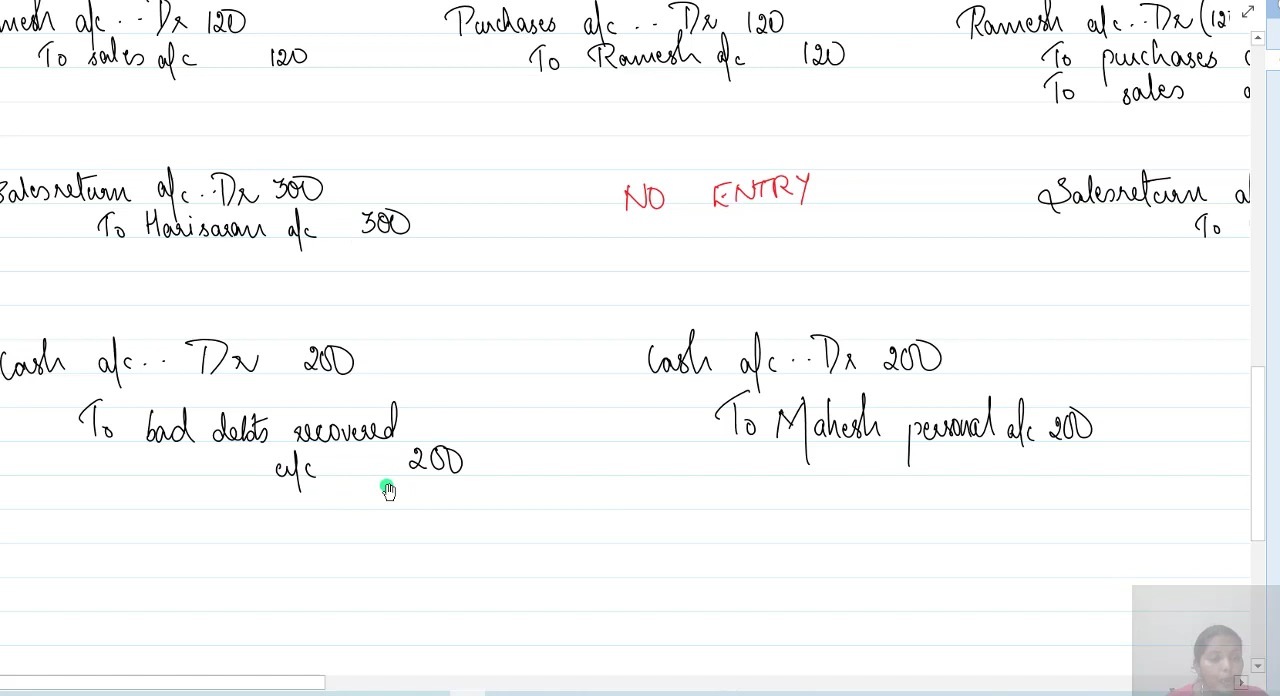 mesh a/c .. Dr 120 Purchases a/c ... Dr 120 Ramesh a/c .. Dr (12
To sales a/c 120 To Ramesh a/c 120 To purchases
To sales a
Salesreturn a/c .. Dr 300 NO ENTRY Salesreturn a
To Harisaran a/c 300 To
Cash a/c .. Dr 200 Cash a/c .. Dr 200
To bad debts recovered To Mahesh personal a/c 200
a/c 200